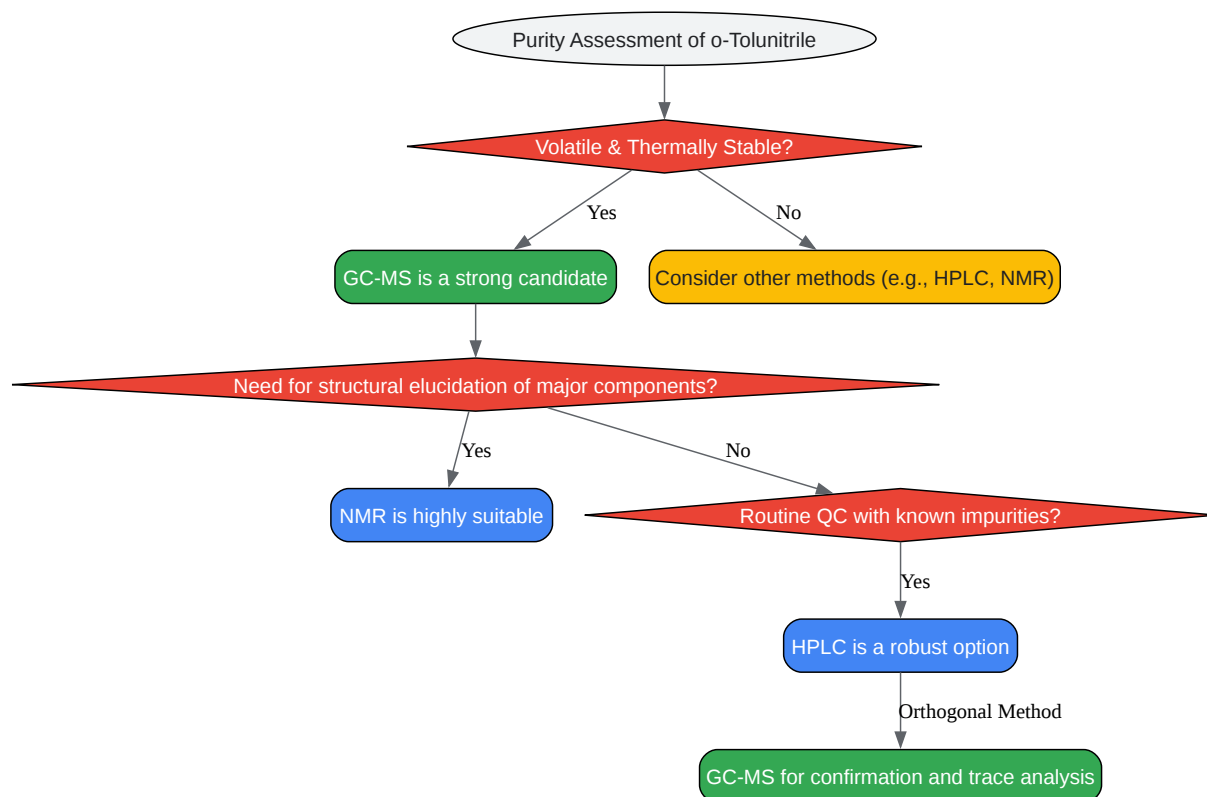 Purity Assessment of o-Tolunitrile
Volatile & Thermally Stable?
Yes
No
GC-MS is a strong candidate
Consider other methods (e.g., HPLC, NMR)
Need for structural elucidation of major components?
Yes
No
NMR is highly suitable
Routine QC with known impurities?
Yes
HPLC is a robust option
Orthogonal Method
GC-MS for confirmation and trace analysis